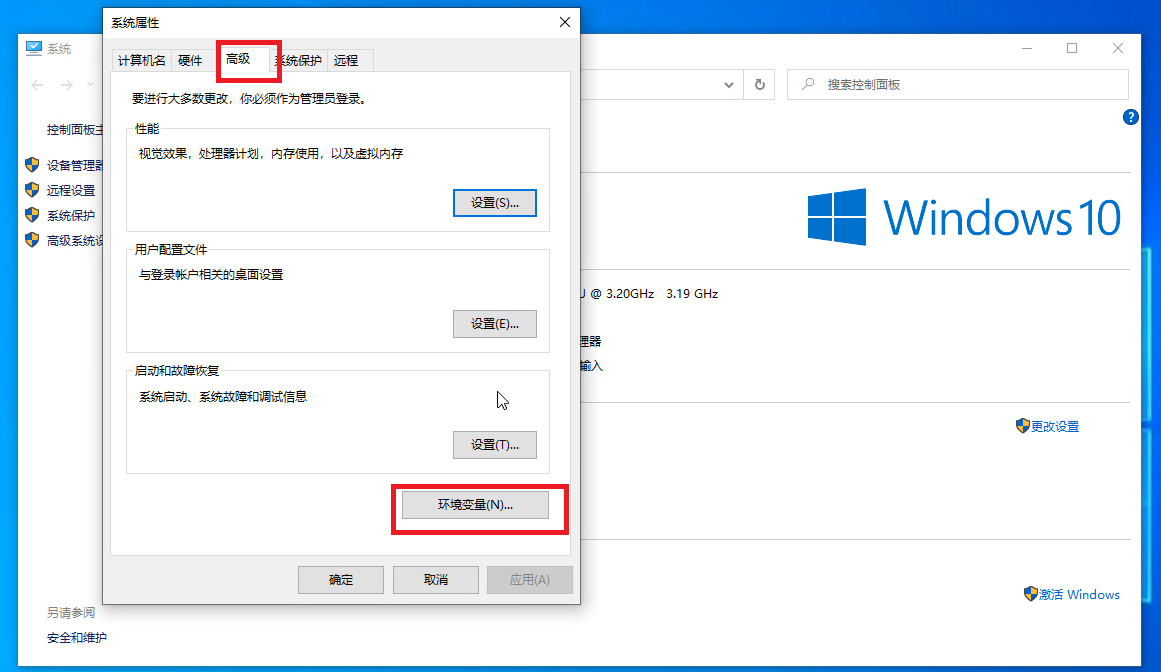 系统属性
计算机名
硬件
高级
系统保护
远程
要进行大多数更改，你必须作为管理员登录。
性能
视觉效果，处理器计划，内存使用，以及虚拟内存
设置(S)...
用户配置文件
与登录帐户相关的桌面设置
设置(E)...
启动和故障恢复
系统启动、系统故障和调试信息
设置(T)...
环境变量(N)...
确定
取消
应用(A)
系统
搜索控制面板
?
控制面板主
设备管理器
远程设置
系统保护
高级系统设
另请参阅
安全和维护
Windows 10
@ 3.20GHz 3.19 GHz
理器
输入
更改设置
激活 Windows